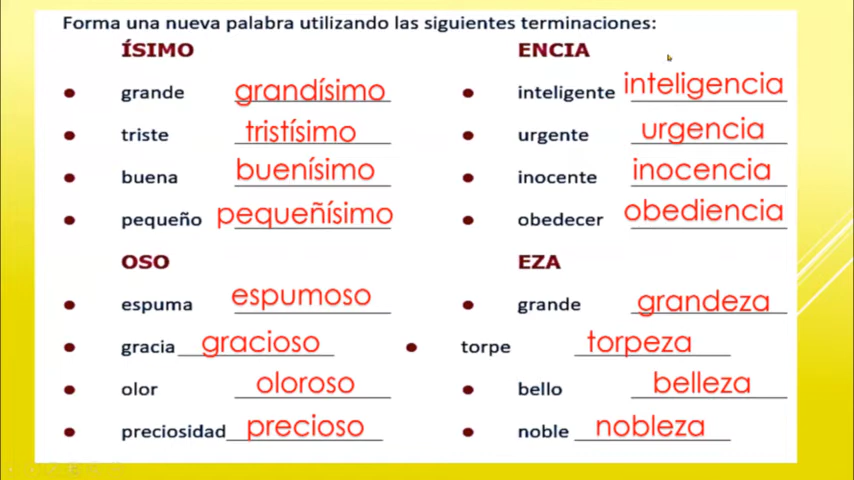 Forma una nueva palabra utilizando las siguientes terminaciones:
ÍSIMO
grande grandísimo
triste tristísimo
buena buenísimo
pequeño pequeñísimo
ENCIA
inteligente inteligencia
urgente urgencia
inocente inocencia
obedecer obediencia
OSO
espuma espumoso
gracia gracioso
olor oloroso
preciosidad precioso
EZA
grande grandeza
torpe torpeza
bello belleza
noble nobleza